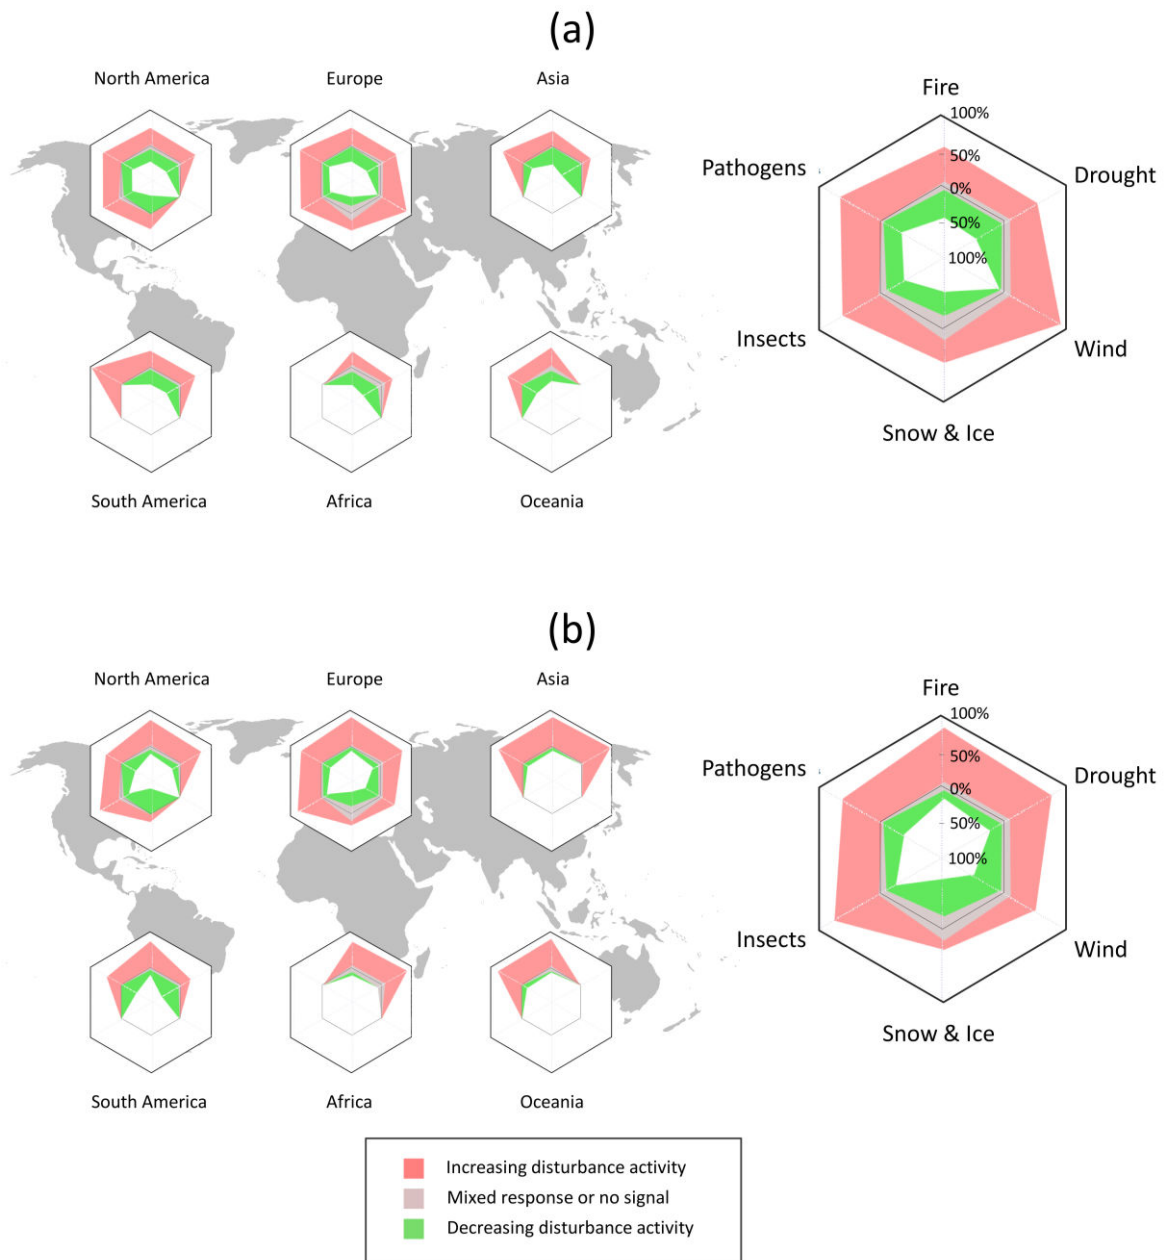 (a)
North America
Europe
Asia
South America
Africa
Oceania
Fire
100%
50%
0%
50%
100%
Pathogens
Drought
Insects
Wind
Snow & Ice
(b)
North America
Europe
Asia
South America
Africa
Oceania
Fire
100%
50%
0%
50%
100%
Pathogens
Drought
Insects
Wind
Snow & Ice
Increasing disturbance activity
Mixed response or no signal
Decreasing disturbance activity